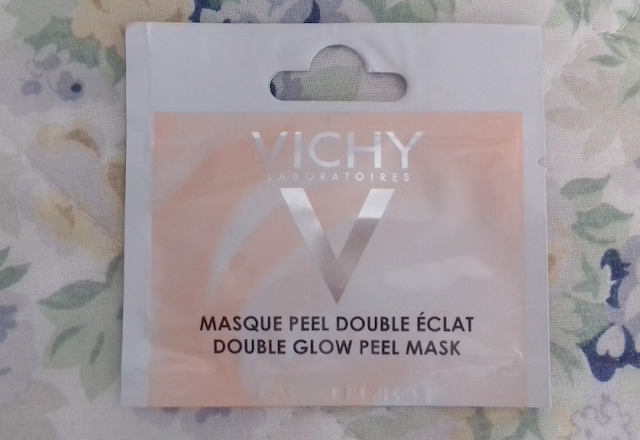 VICHY
LABORATOIRES
V
MASQUE PEEL DOUBLE ÉCLAT
DOUBLE GLOW PEEL MASK